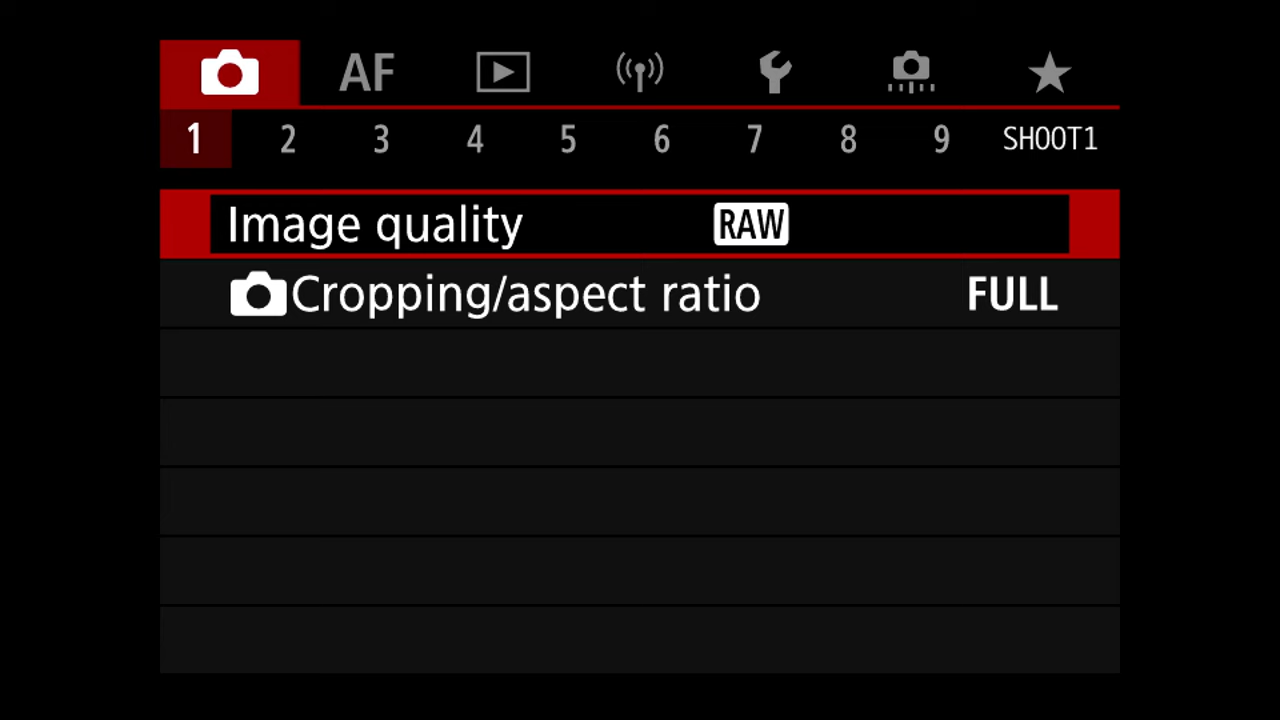 AF
1 2 3 4 5 6 7 8 9 SHOOT1
Image quality RAW
Cropping/aspect ratio FULL